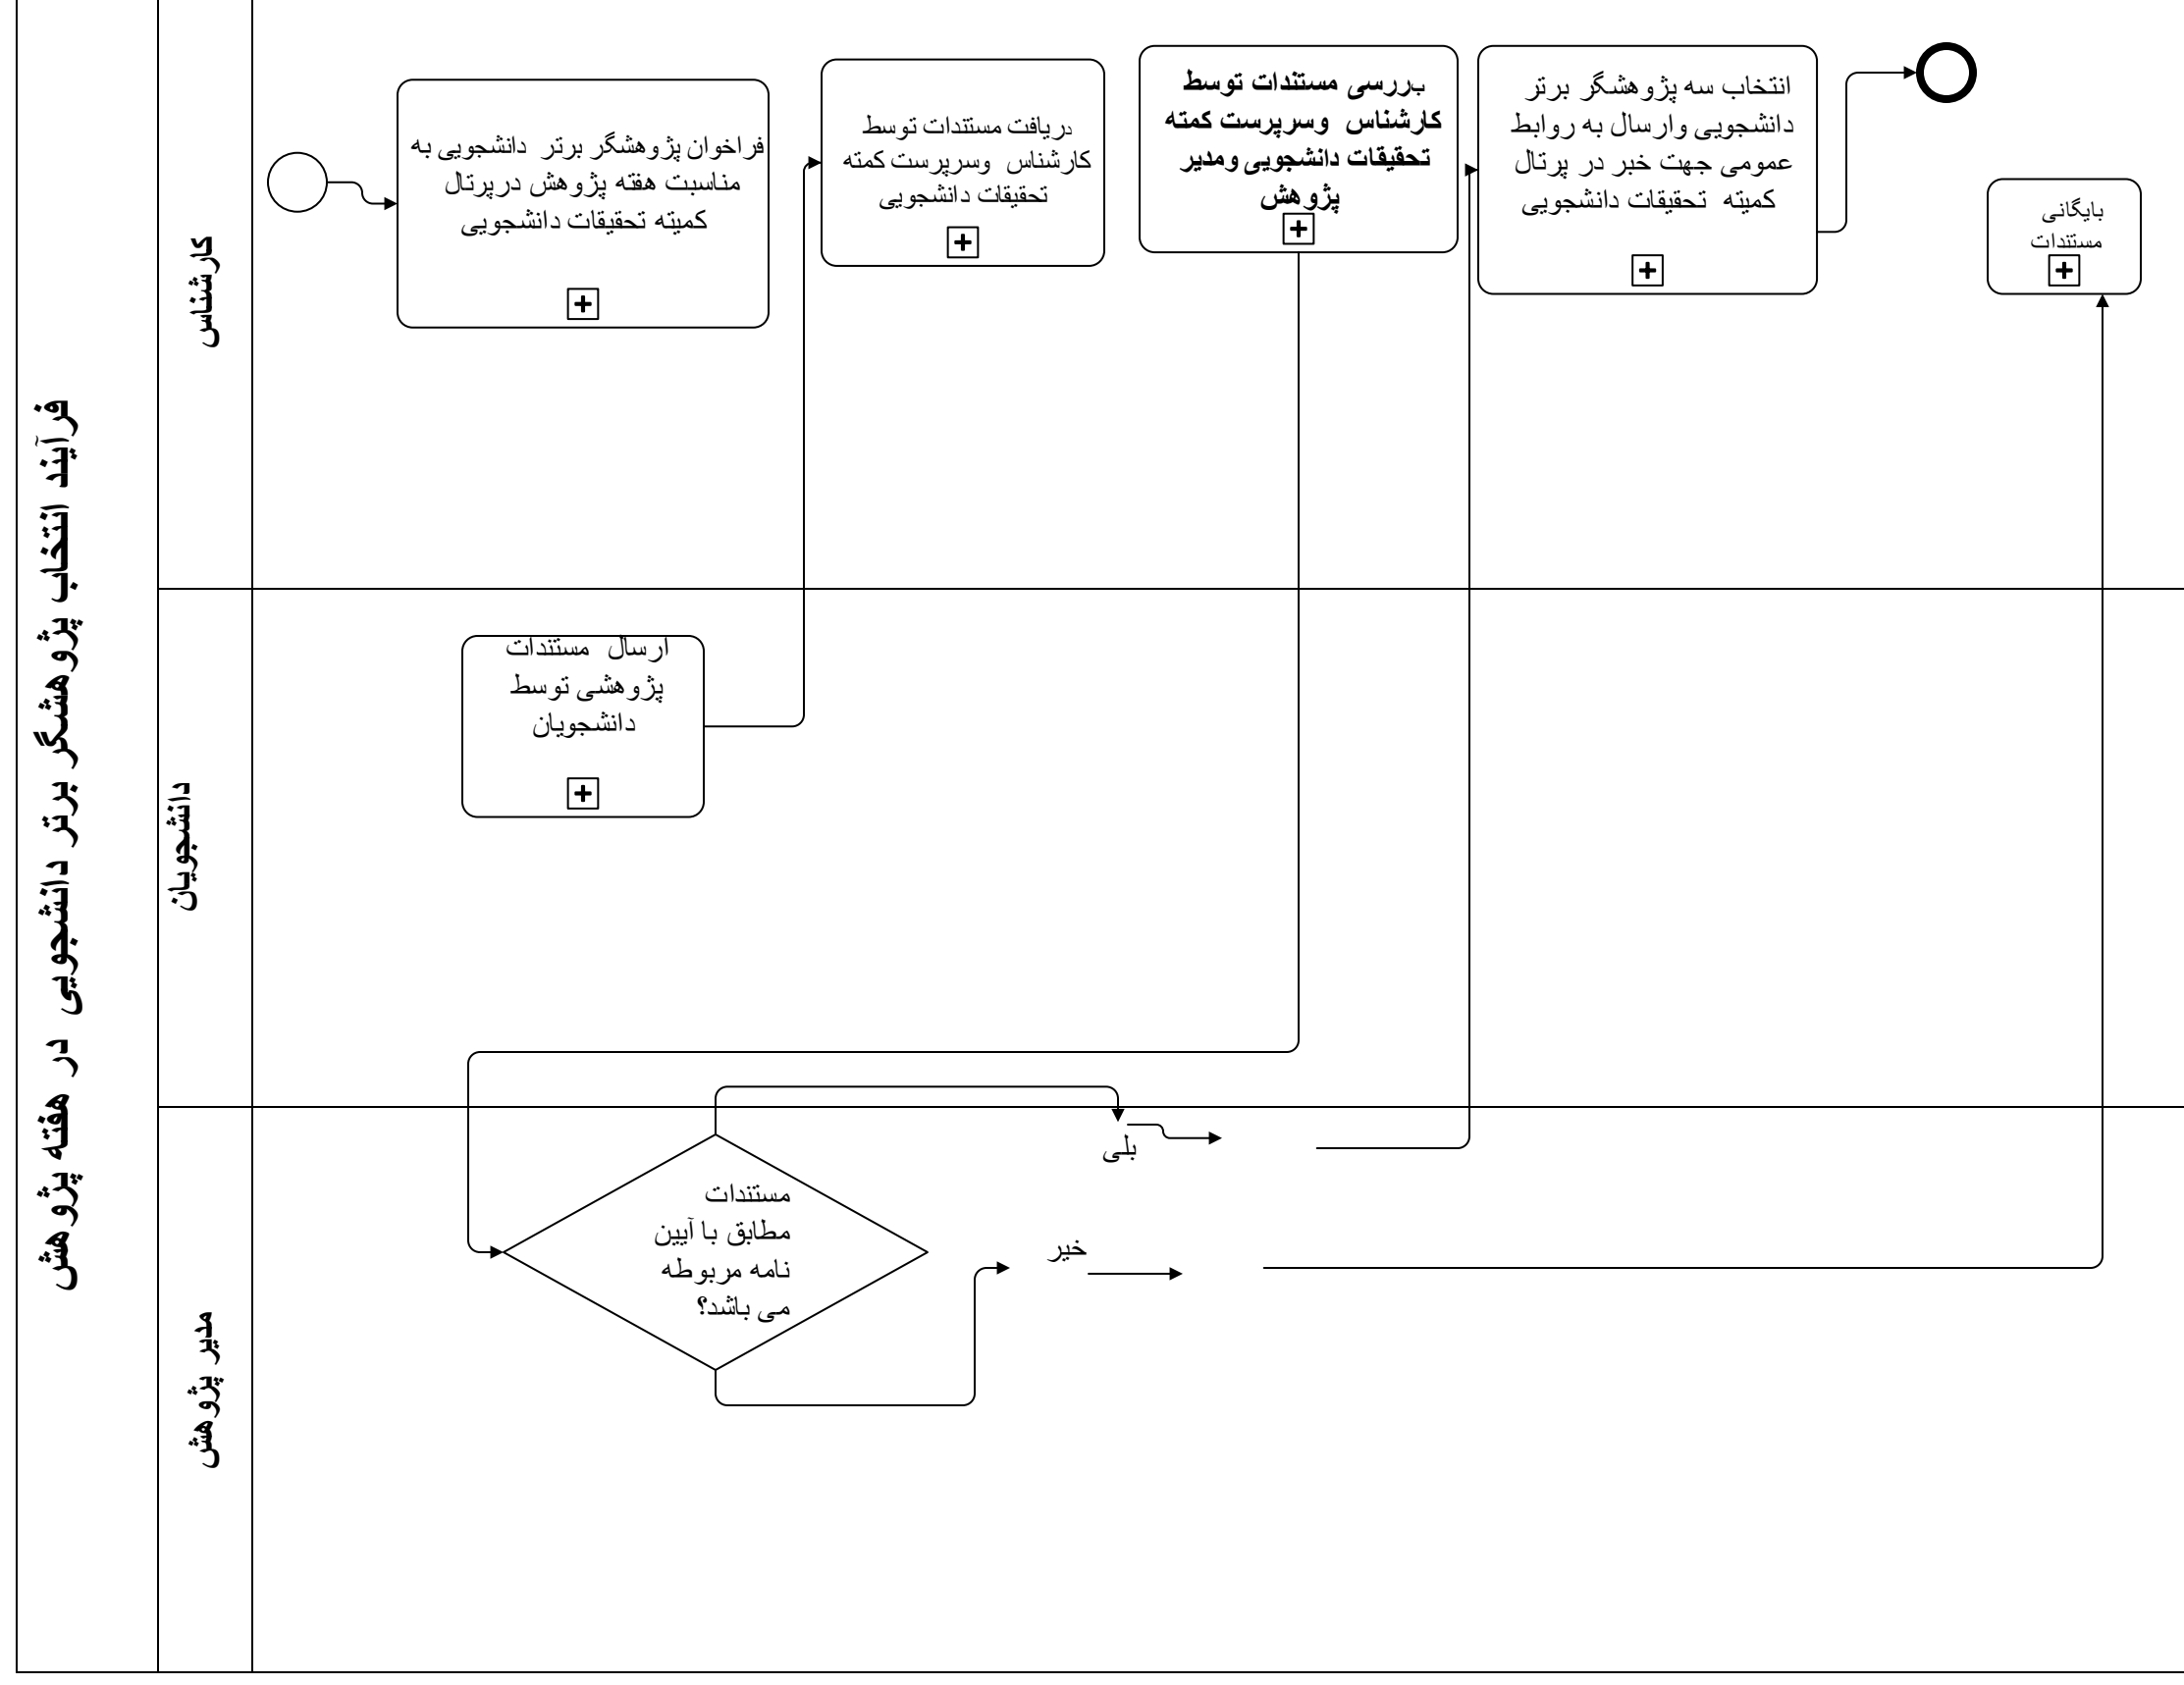 فرآیند انتخاب پژوهشگر برتر دانشجویی در هفته پژوهش
کارشناس
فراخوان پژوهشگر برتر دانشجویی به
مناسبت هفته پژوهش درپرتال
کمیته تحقیقات دانشجویی
دریافت مستندات توسط
کارشناس وسرپرست کمته
تحقیقات دانشجویی
بررسی مستندات توسط
کارشناس وسرپرست کمته
تحقیقات دانشجویی ومدیر
پژوهش
انتخاب سه پژوهشگر برتر
دانشجویی وارسال به روابط
عمومی جهت خبر در پرتال
کمیته تحقیقات دانشجویی
بایگانی
مستندات
دانشجویان
ارسال مستندات
پژوهشی توسط
دانشجویان
مدیر پژوهش
مستندات
مطابق با آیین
نامه مربوطه
می باشد؟
بلی
خیر